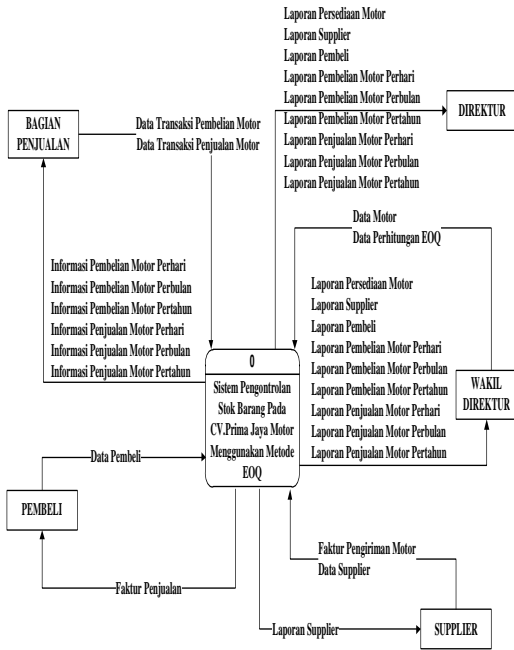 Laporan Persediaan Motor
Laporan Supplier
Laporan Pembeli
Laporan Pembelian Motor Perhari
Laporan Pembelian Motor Perbulan
Laporan Pembelian Motor Pertahun
Laporan Penjualan Motor Perhari
Laporan Penjualan Motor Perbulan
Laporan Penjualan Motor Pertahun
DIREKTUR
BAGIAN
PENJUALAN
Data Transaksi Pembelian Motor
Data Transaksi Penjualan Motor
Data Motor
Data Perhitungan EOQ
Informasi Pembelian Motor Perhari
Informasi Pembelian Motor Perbulan
Informasi Pembelian Motor Pertahun
Informasi Penjualan Motor Perhari
Informasi Penjualan Motor Perbulan
Informasi Penjualan Motor Pertahun
Laporan Persediaan Motor
Laporan Supplier
Laporan Pembeli
Laporan Pembelian Motor Perhari
Laporan Pembelian Motor Perbulan
Laporan Pembelian Motor Pertahun
Laporan Penjualan Motor Perhari
Laporan Penjualan Motor Perbulan
Laporan Penjualan Motor Pertahun
WAKIL
DIREKTUR
0
Sistem Pengontrolan
Stok Barang Pada
CV.Prima Jaya Motor
Menggunakan Metode
EOQ
Data Pembeli
PEMBELI
Faktur Penjualan
Faktur Pengiriman Motor
Data Supplier
Laporan Supplier
SUPPLIER